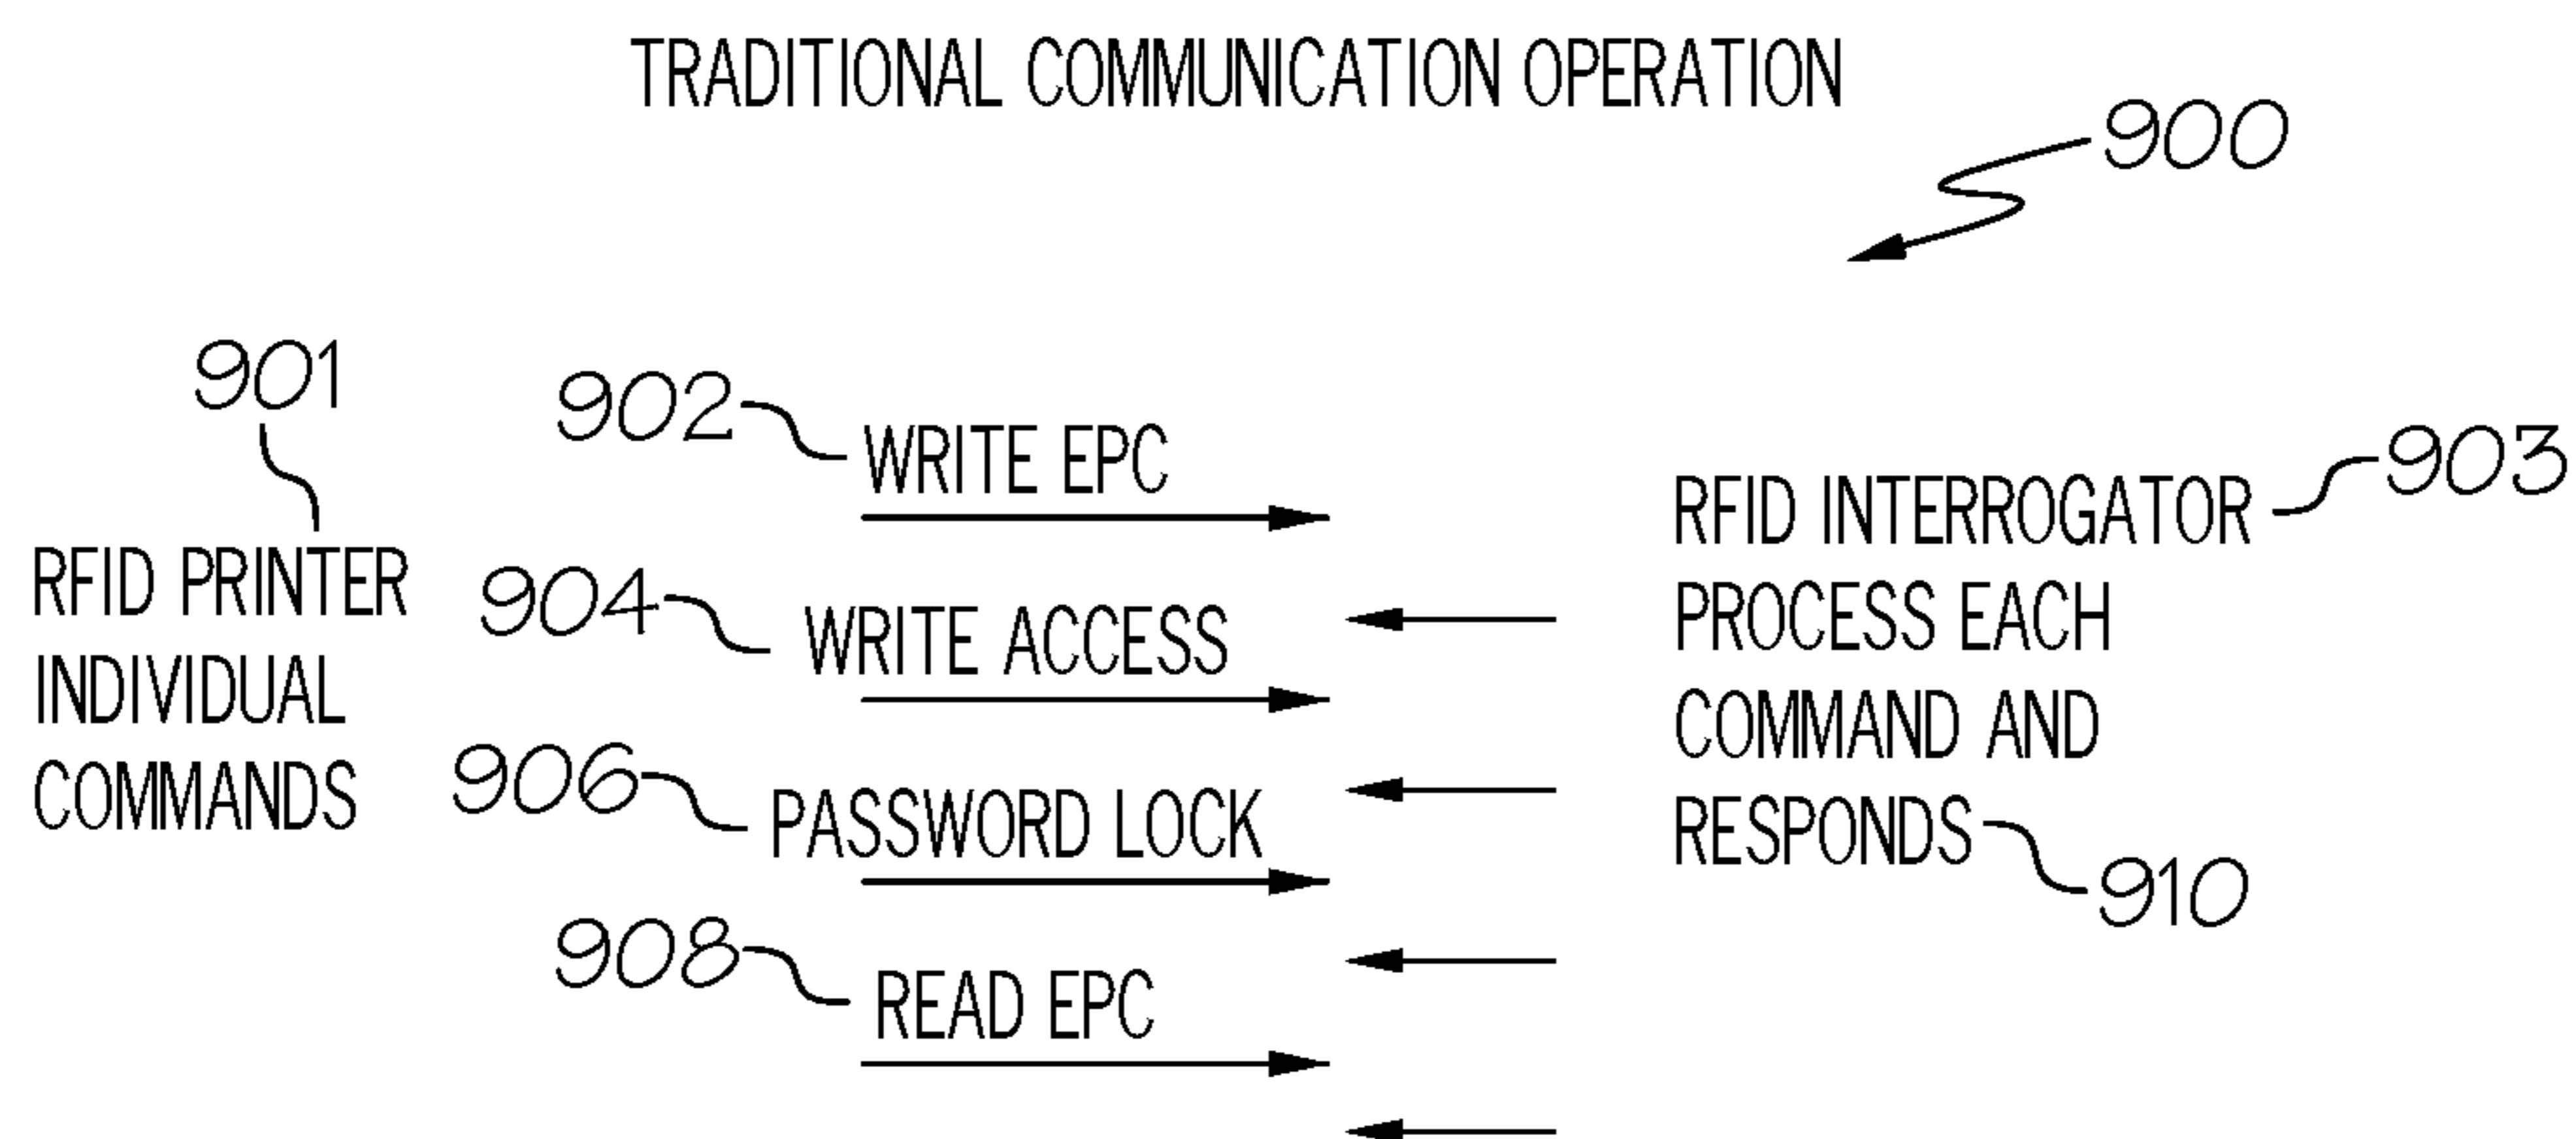 TRADITIONAL COMMUNICATION OPERATION
900
901
RFID PRINTER
INDIVIDUAL
COMMANDS
902
WRITE EPC
904
WRITE ACCESS
906
PASSWORD LOCK
908
READ EPC
903
RFID INTERROGATOR
PROCESS EACH
COMMAND AND
RESPONDS
910